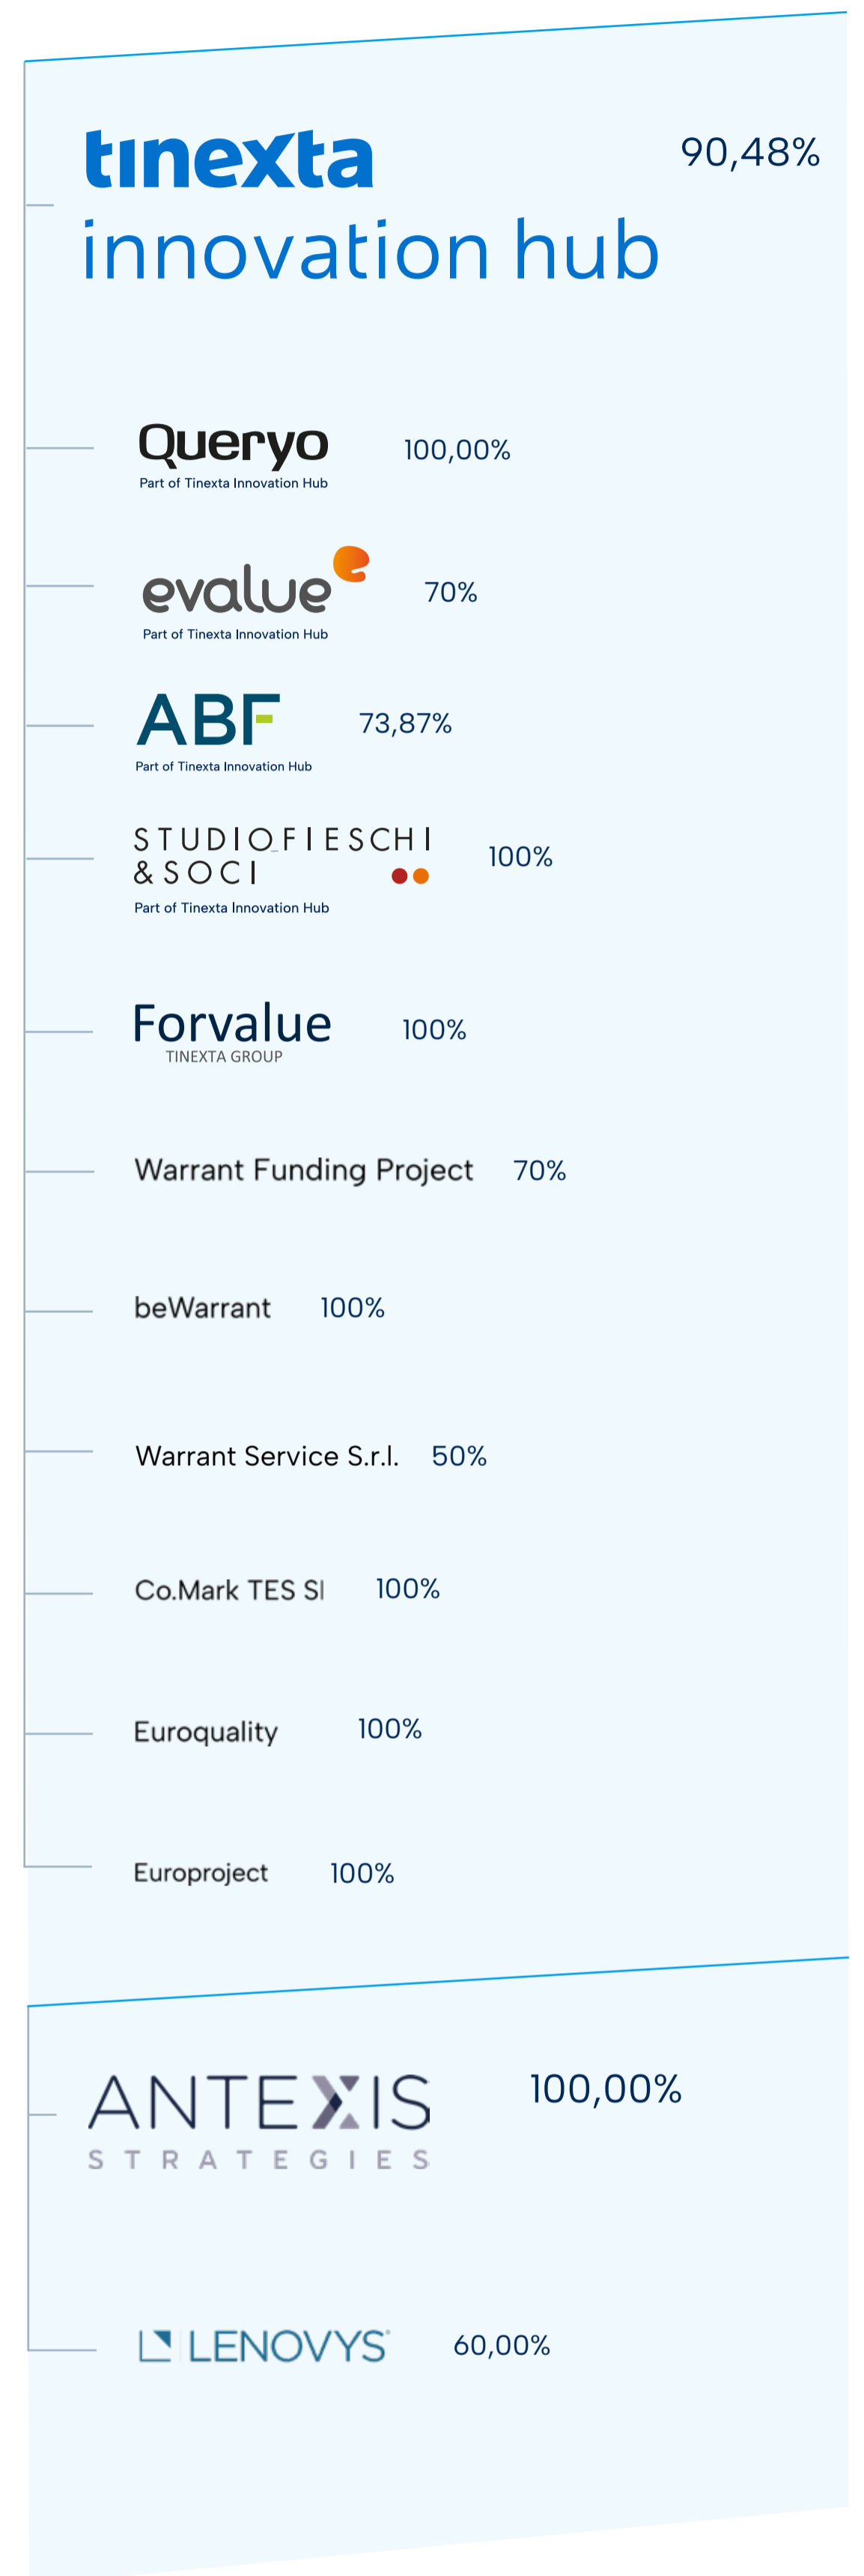 tinexta
innovation hub
90,48%
Queryo
Part of Tinexta Innovation Hub
100,00%
evalue
Part of Tinexta Innovation Hub
70%
ABF
Part of Tinexta Innovation Hub
73,87%
STUDIO_FIESCHI
& SOCI
Part of Tinexta Innovation Hub
100%
Forvalue
TINEXTA GROUP
100%
Warrant Funding Project 70%
beWarrant 100%
Warrant Service S.r.l. 50%
Co.Mark TES Sl 100%
Euroquality 100%
Europroject 100%
ANTEXIS
STRATEGIES
100,00%
LENOVYS 60,00%